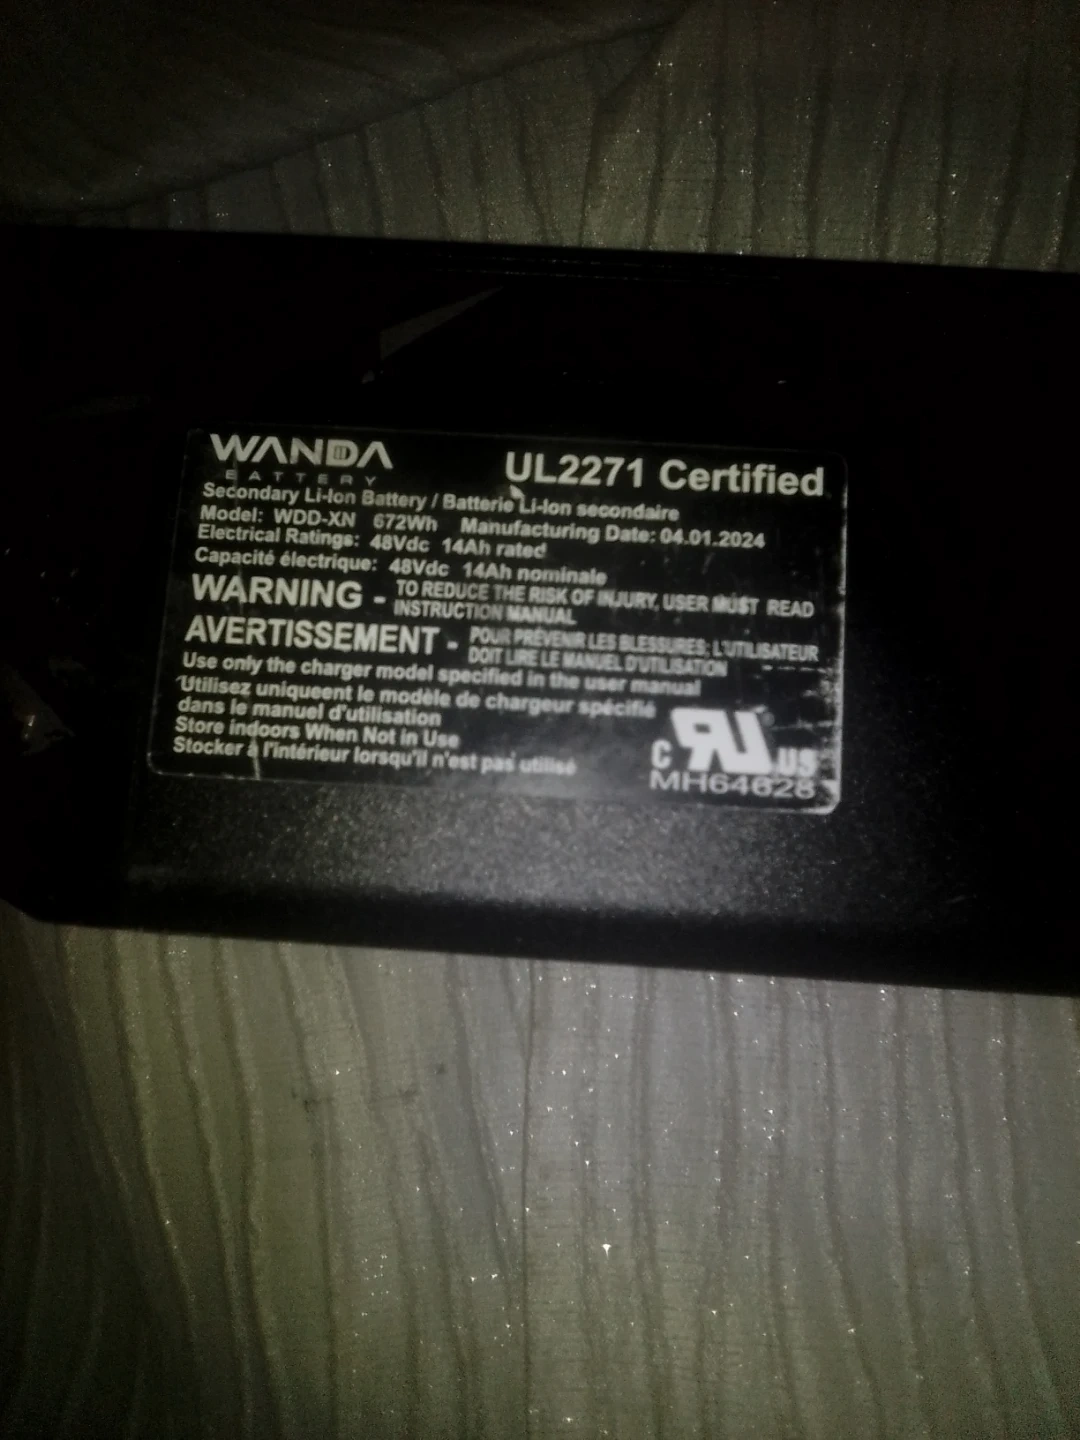 WANDA
BATTERY
UL2271 Certified
Secondary Li-Ion Battery / Batterie Li-Ion secondaire
Model: WDD-XN 672Wh Manufacturing Date: 04.01.2024
Electrical Ratings: 48Vdc 14Ah rated
Capacité électrique: 48Vdc 14Ah nominale
WARNING - TO REDUCE THE RISK OF INJURY, USER MUST READ
INSTRUCTION MANUAL
AVERTISSEMENT - POUR PRÉVENIR LES BLESSURES, L'UTILISATEUR
DOIT LIRE LE MANUEL D'UTILISATION
Use only the charger model specified in the user manual
Utilisez uniqueent le modèle de chargeur spécifié
dans le manuel d'utilisation
Store indoors When Not in Use
Stocker à l'intérieur lorsqu'il n'est pas utilisé
C RU US
MH64628